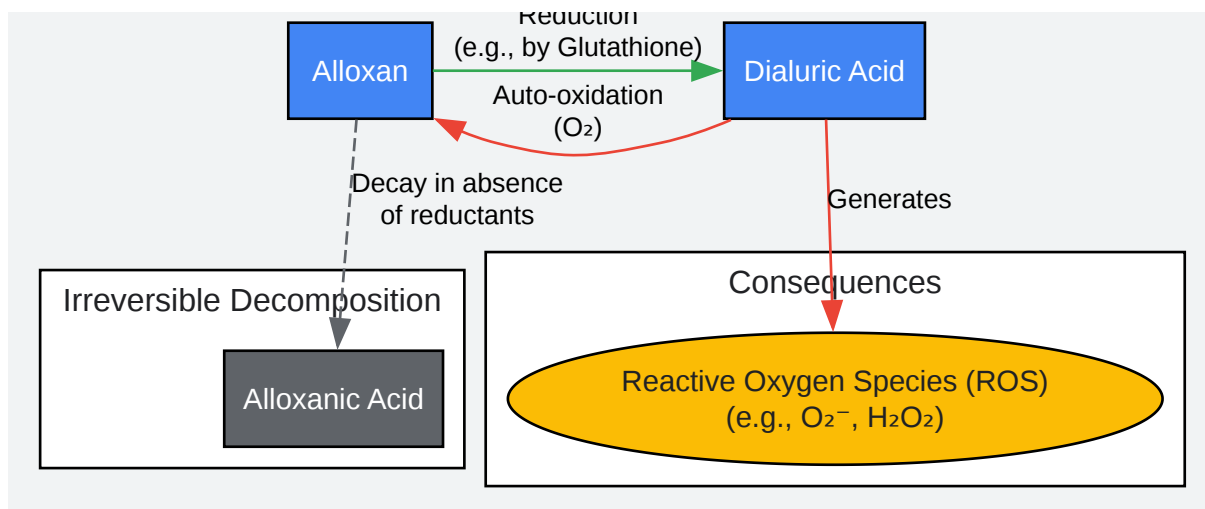 Reduction
(e.g., by Glutathione)
Alloxan
Dialuric Acid
Auto-oxidation
(O₂)
Decay in absence
of reductants
Generates
Irreversible Decomposition
Consequences
Alloxanic Acid
Reactive Oxygen Species (ROS)
(e.g., O₂⁻, H₂O₂)